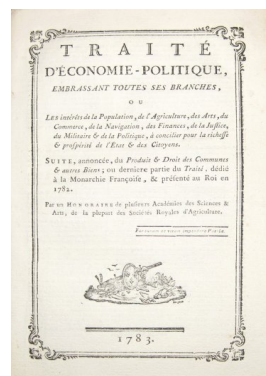 TRAITÉ
D'ÉCONOMIE-POLITIQUE,
EMBRASSANT TOUTES SES BRANCHES,
OU
LES intérêts de la Population, de l'Agriculture, des Arts, du
Commerce, de la Navigation, des Finances, de la Justice,
du Militaire & de la Politique, à concilier pour la richesse
& prospérité de l'Etat & des Citoyens.
SUITE, annoncée, du Produit & Droit des Communes
& autres Biens; ou derniere partie du Traité, dédié
à la Monarchie Françoise, & présenté au Roi en
1782.
Par un HONORAIRE de plusieurs Académies des Sciences &
Arts, de la plupart des Sociétés Royales d'Agriculture.
1783.